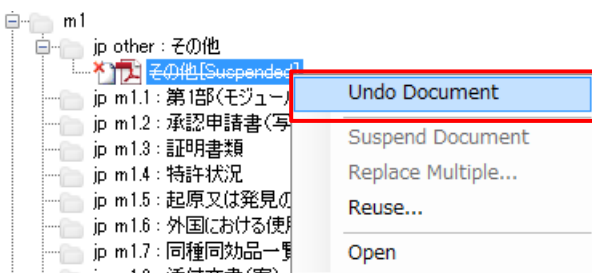 m1
jp other : その他
その他[Suspended]
jp m1.1 : 第1部(モジュール
jp m1.2 : 承認申請書(写
jp m1.3 : 証明書類
jp m1.4 : 特許状況
jp m1.5 : 起原又は発見の
jp m1.6 : 外国における使
jp m1.7 : 同種同効品一覧
Undo Document
Suspend Document
Replace Multiple...
Reuse...
Open